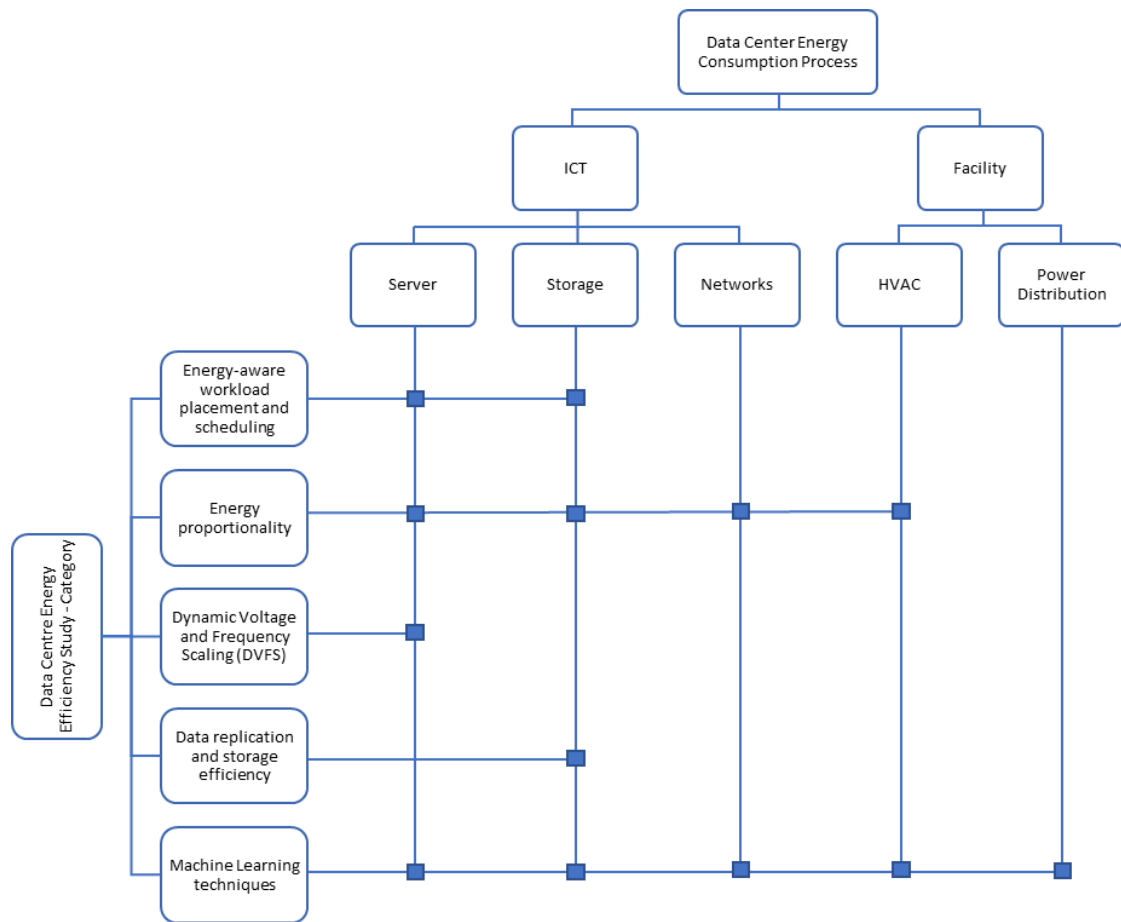 Data Center Energy
Consumption Process
ICT
Facility
Server
Storage
Networks
HVAC
Power
Distribution
Energy-aware
workload
placement and
scheduling
Energy
proportionality
Data Centre Energy
Efficiency Study - Category
Dynamic Voltage
and Frequency
Scaling (DVFS)
Data replication
and storage
efficiency
Machine Learning
techniques